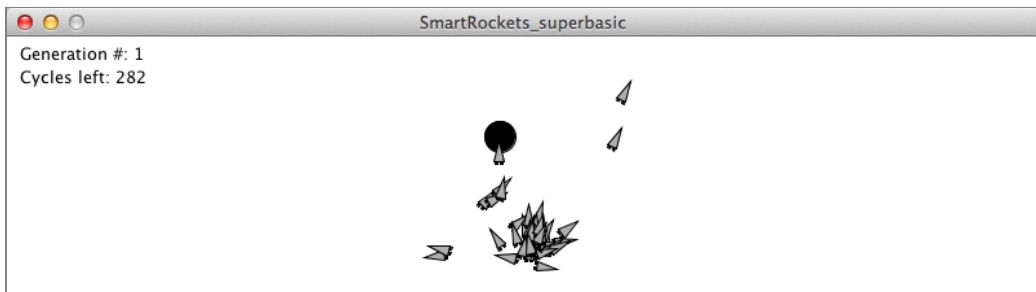 SmartRockets_superbasic
Generation #: 1
Cycles left: 282